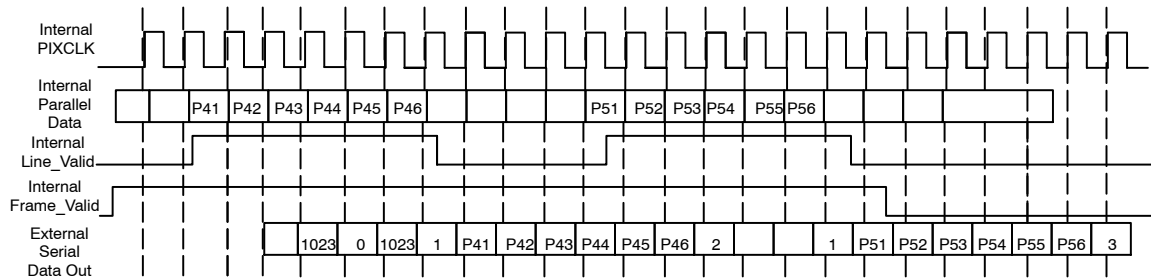 Internal
PIXCLK
Internal
Parallel
Data
P41 P42 P43 P44 P45 P46 P51 P52 P53 P54 P55 P56
Internal
Line_Valid
Internal
Frame_Valid
External
Serial
Data Out
1023 0 1023 1 P41 P42 P43 P44 P45 P46 2 1 P51 P52 P53 P54 P55 P56 3